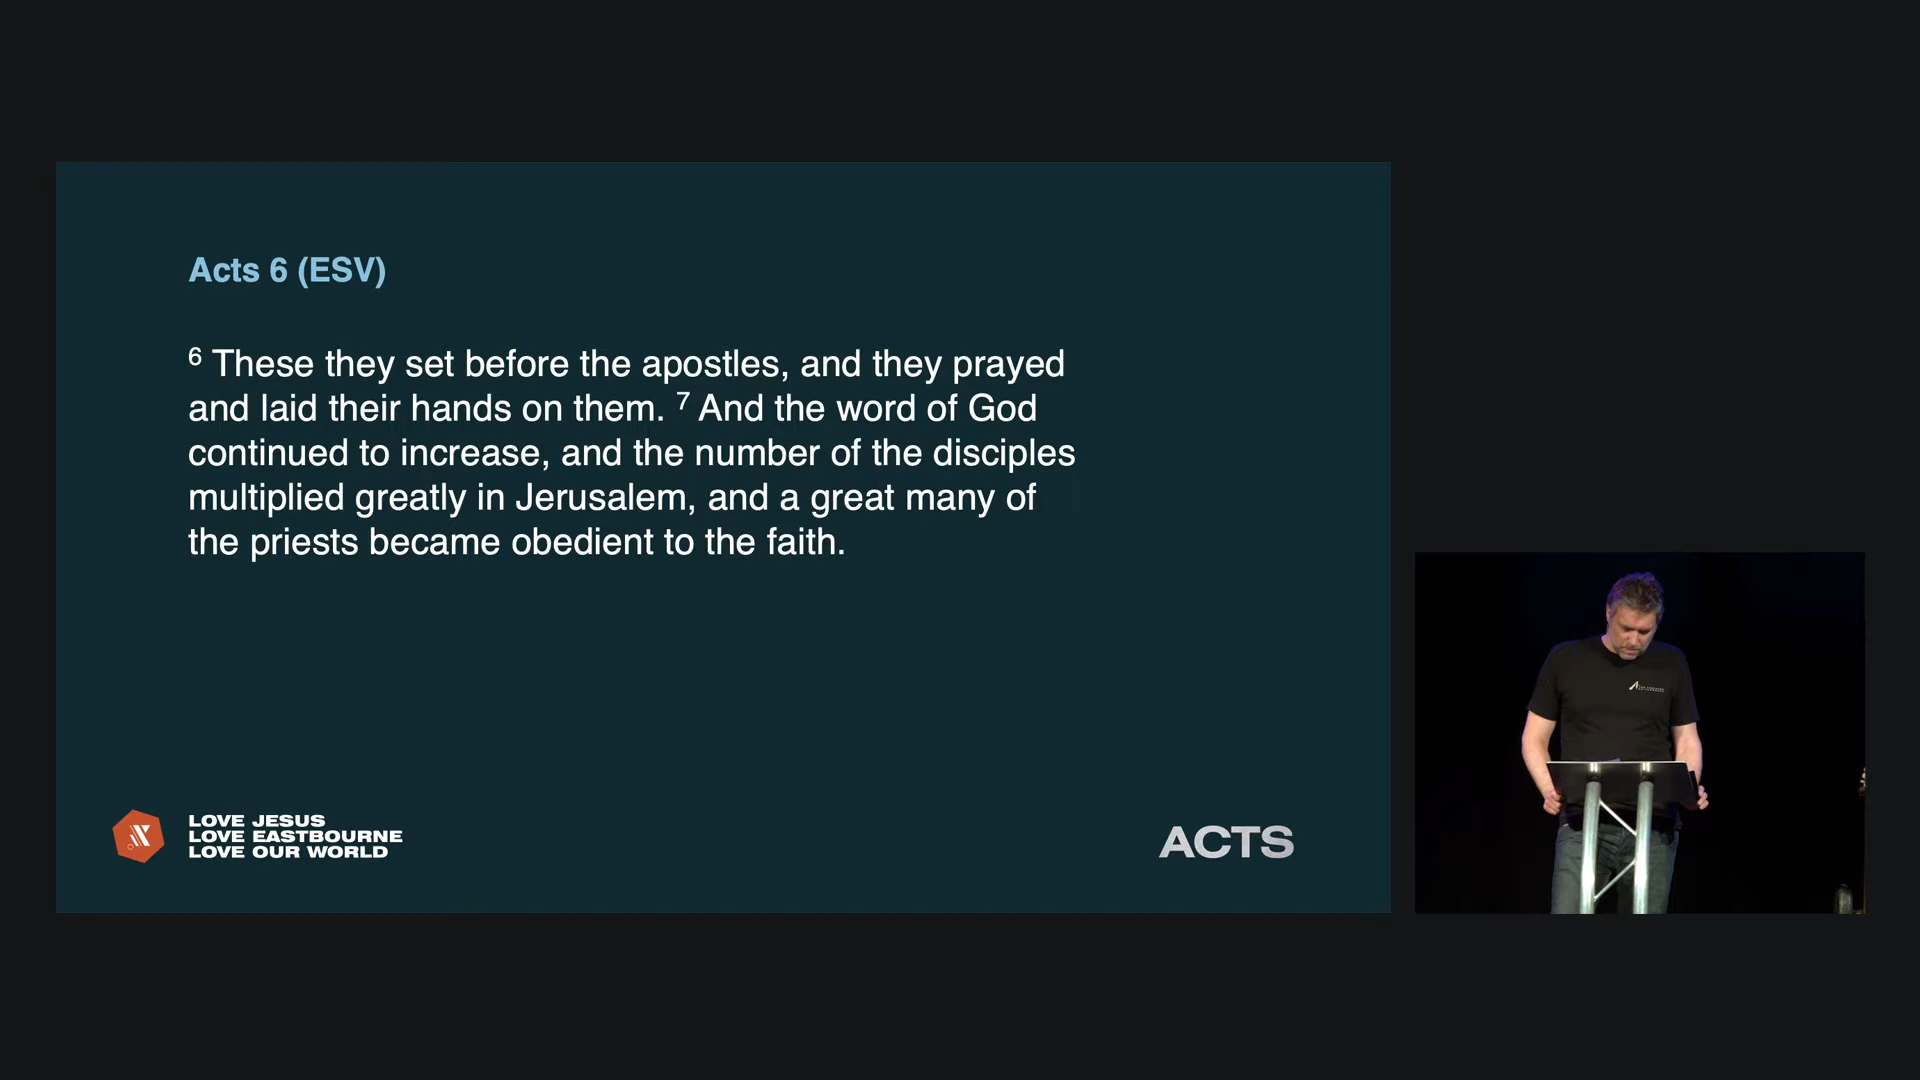 Acts 6 (ESV)
6 These they set before the apostles, and they prayed
and laid their hands on them. 7 And the word of God
continued to increase, and the number of the disciples
multiplied greatly in Jerusalem, and a great many of
the priests became obedient to the faith.
LOVE JESUS
LOVE EASTBOURNE
LOVE OUR WORLD
ACTS